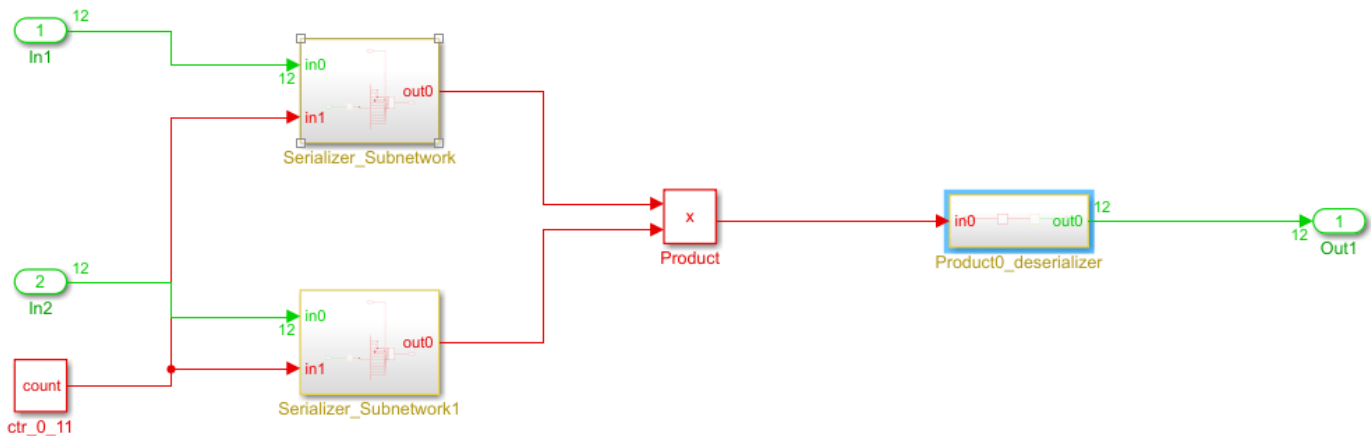 12
1
In1
in0
12
out0
in1
Serializer_Subnetwork
x
Product
in0
out0
12
Product0_deserializer
1
12
Out1
12
2
In2
in0
12
out0
in1
Serializer_Subnetwork1
count
ctr_0_11